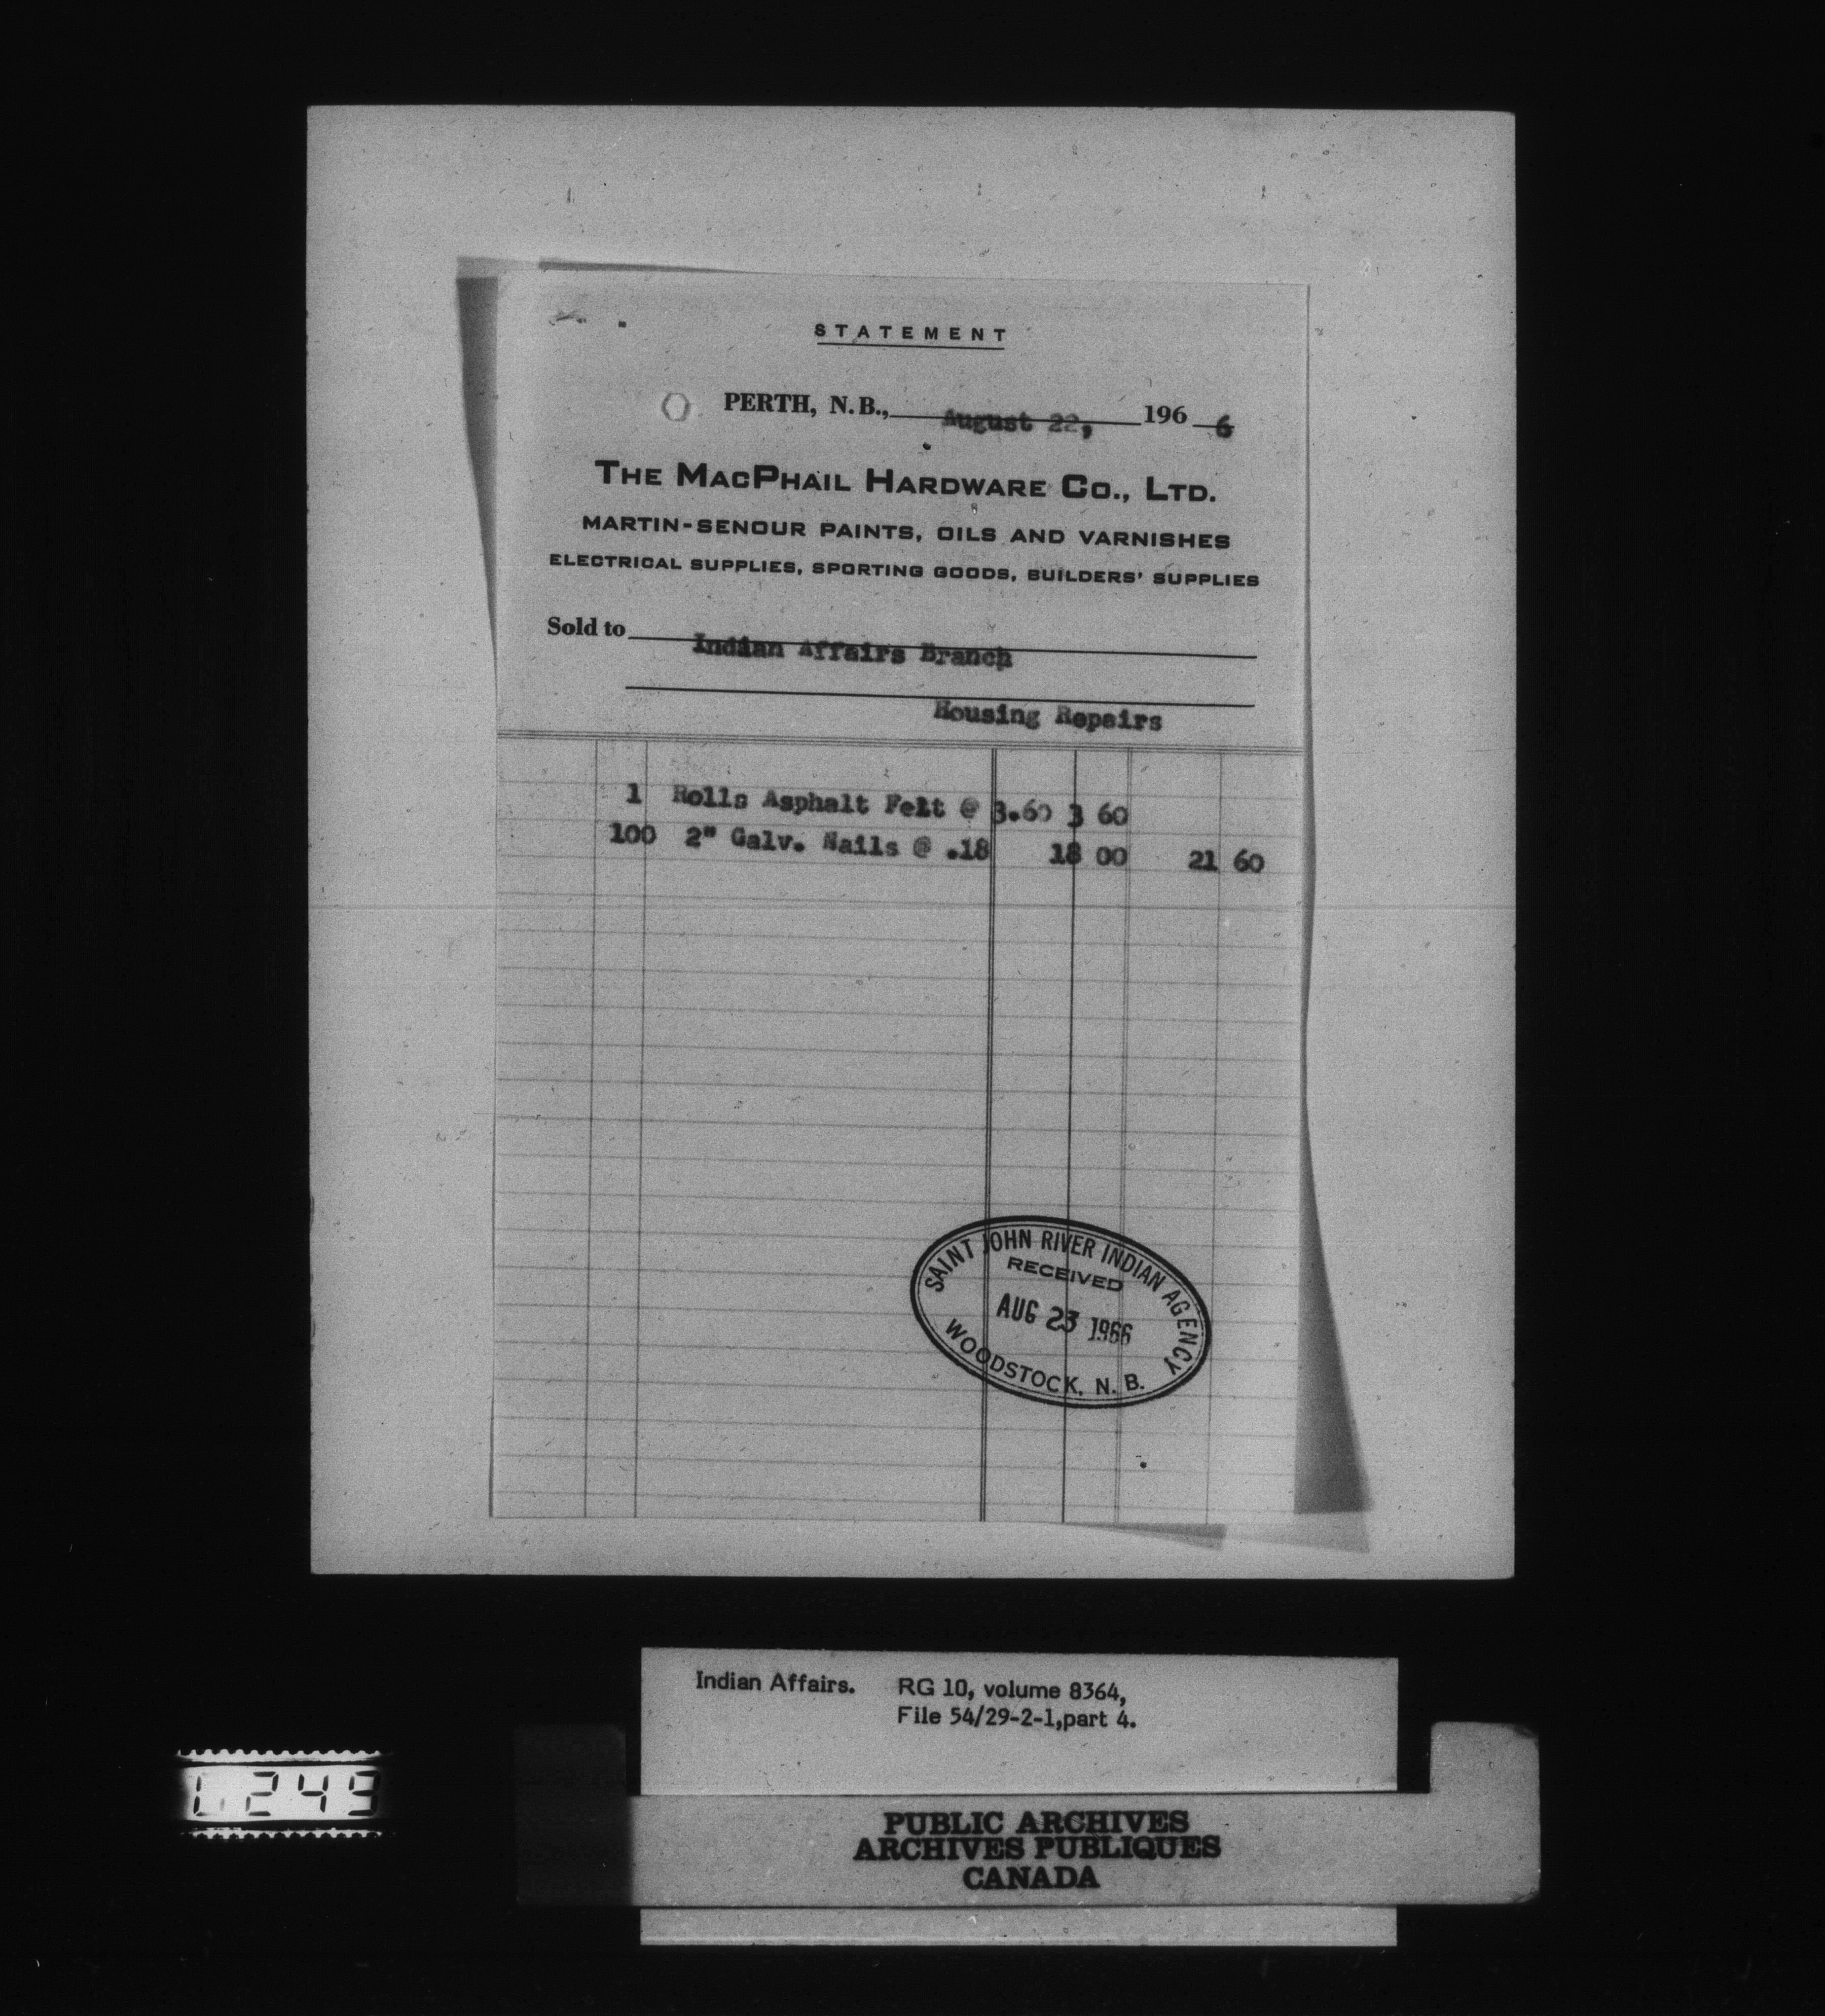 STATEMENT
PERTH, N.B., August 22, 196 6
THE MACPHAIL HARDWARE CO., LTD.
MARTIN-SENOUR PAINTS, OILS AND VARNISHES
ELECTRICAL SUPPLIES, SPORTING GOODS, BUILDERS' SUPPLIES
Sold to Indian Affairs Branch
Housing Repairs
1 Rolls Asphalt Felt @ 3.60 3 60
100 2" Galv. Nails @ .18 18 00 21 60
SAINT JOHN RIVER INDIAN AGENCY
RECEIVED
AUG 23 1966
WOODSTOCK, N. B.
Indian Affairs. RG 10, volume 8364,
File 54/29-2-1,part 4.
PUBLIC ARCHIVES
ARCHIVES PUBLIQUES
CANADA